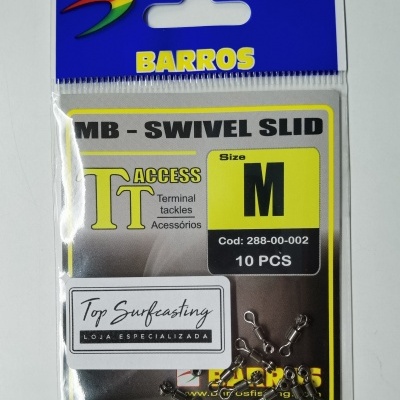 BARROS
MB - SWIVEL SLID
TT ACCESS
Terminal
tackles
Acessórios
Size
M
Cod: 288-00-002
10 PCS
Top Surfcasting
LOJA ESPECIALIZADA
BARROS